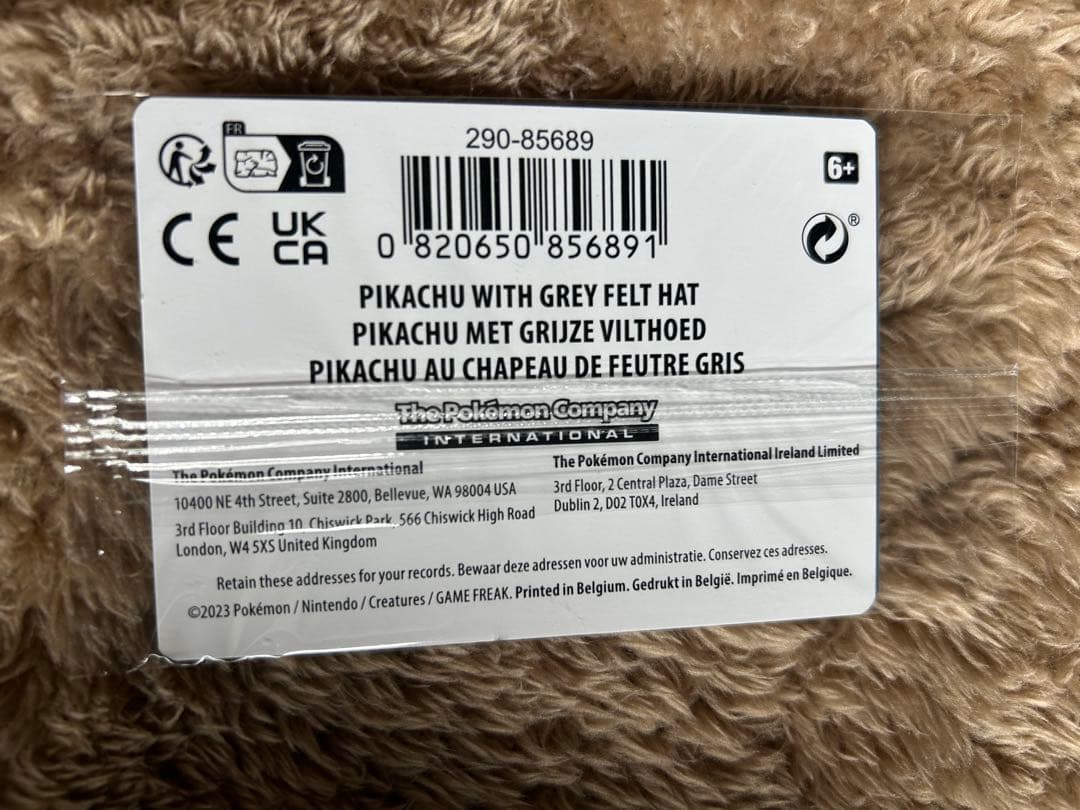 FR
290-85689
6+
CE
UK
CA
®
0 820650 856891
PIKACHU WITH GREY FELT HAT
PIKACHU MET GRIJZE VILTHOED
PIKACHU AU CHAPEAU DE FEUTRE GRIS
The Pokémon Company
INTERNATIONAL
The Pokémon Company International
10400 NE 4th Street, Suite 2800, Bellevue, WA 98004 USA
3rd Floor Building 10, Chiswick Park, 566 Chiswick High Road
London, W4 5XS United Kingdom
The Pokémon Company International Ireland Limited
3rd Floor, 2 Central Plaza, Dame Street
Dublin 2, D02 T0X4, Ireland
Retain these addresses for your records. Bewaar deze adressen voor uw administratie. Conservez ces adresses.
©2023 Pokémon / Nintendo / Creatures / GAME FREAK. Printed in Belgium. Gedrukt in België. Imprimé en Belgique.